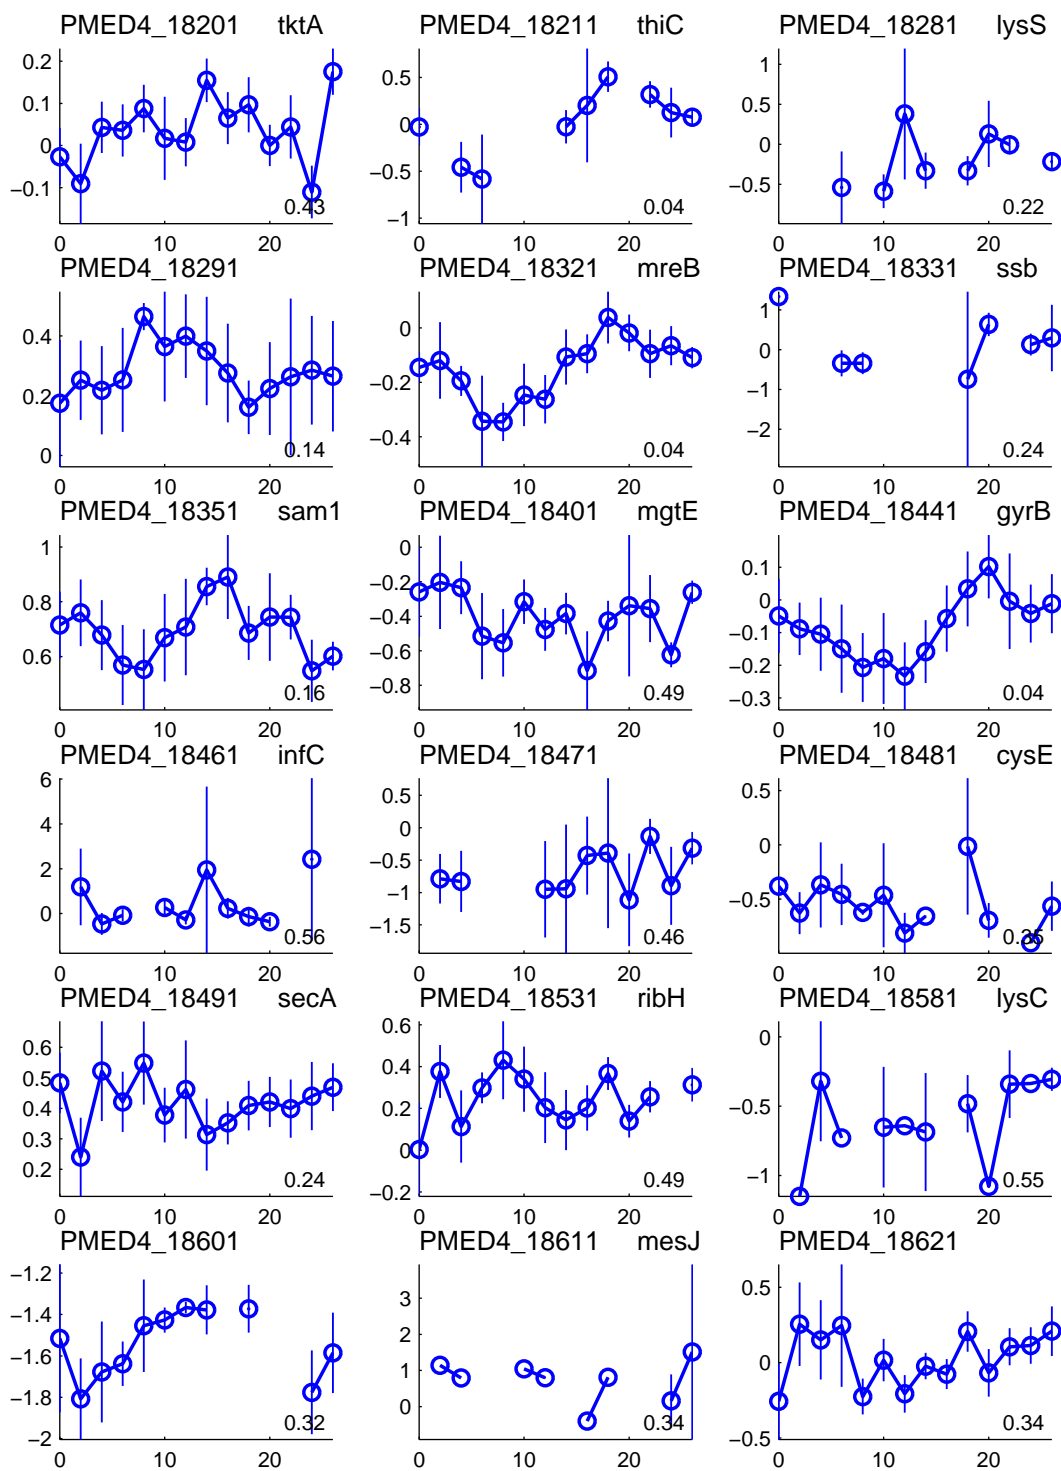 PMED4_18201 tktA
PMED4_18211 thiC
PMED4_18281 lysS
0.2
0.1
0
−0.1
0.43
0 10 20
0.5
0
−0.5
−1
0.04
0 10 20
1
0.5
0
−0.5
0.22
0 10 20
PMED4_18291
PMED4_18321 mreB
PMED4_18331 ssb
0.4
0.2
0
0.14
0 10 20
0
−0.2
−0.4
0.04
0 10 20
1
0
−1
−2
0.24
0 10 20
PMED4_18351 sam1
PMED4_18401 mgtE
PMED4_18441 gyrB
1
0.8
0.6
0.16
0 10 20
0
−0.2
−0.4
−0.6
−0.8
0.49
0 10 20
0.1
0
−0.1
−0.2
−0.3
0.04
0 10 20
PMED4_18461 infC
PMED4_18471
PMED4_18481 cysE
6
4
2
0
0.56
0 10 20
0.5
0
−0.5
−1
−1.5
0.46
0 10 20
0.5
0
−0.5
0.35
0 10 20
PMED4_18491 secA
PMED4_18531 ribH
PMED4_18581 lysC
0.6
0.5
0.4
0.3
0.2
0.24
0 10 20
0.6
0.4
0.2
0
−0.2
0.49
0 10 20
0
−0.5
−1
0.55
0 10 20
PMED4_18601
PMED4_18611 mesJ
PMED4_18621
−1.2
−1.4
−1.6
−1.8
−2
0.32
0 10 20
3
2
1
0
0.34
0 10 20
0.5
0
−0.5
0.34
0 10 20